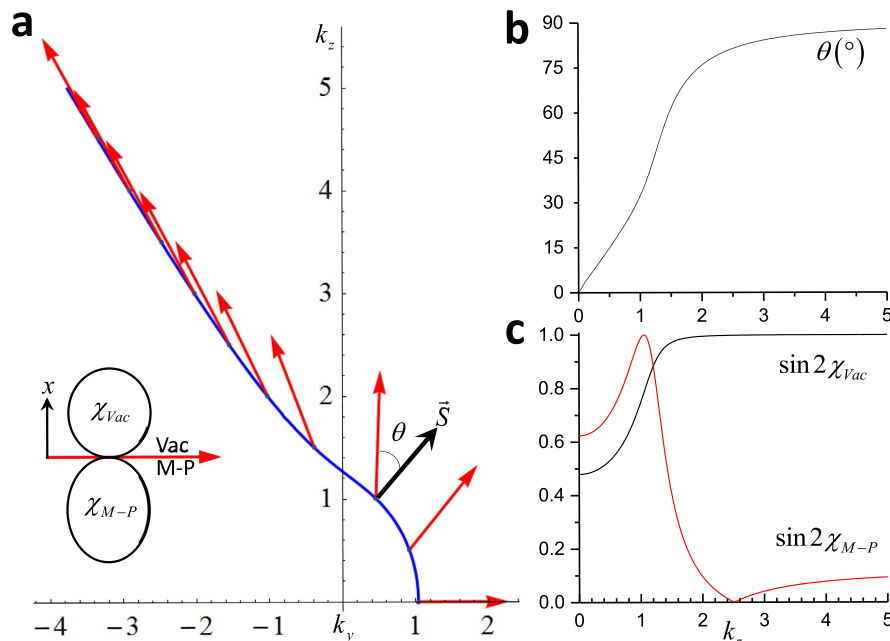 a
k_z
5
4
3
2
1
−4 −3 −2 −1 k_y 1 2
x
χ_Vac
Vac
M-P
χ_M−P
θ
S⃗
b
90
75
60
45
30
15
0
0 1 2 3 4 5
θ(°)
c
1.0
0.8
0.6
0.4
0.2
0.0
sin 2χ_Vac
sin 2χ_M−P
0 1 2 k_z 3 4 5